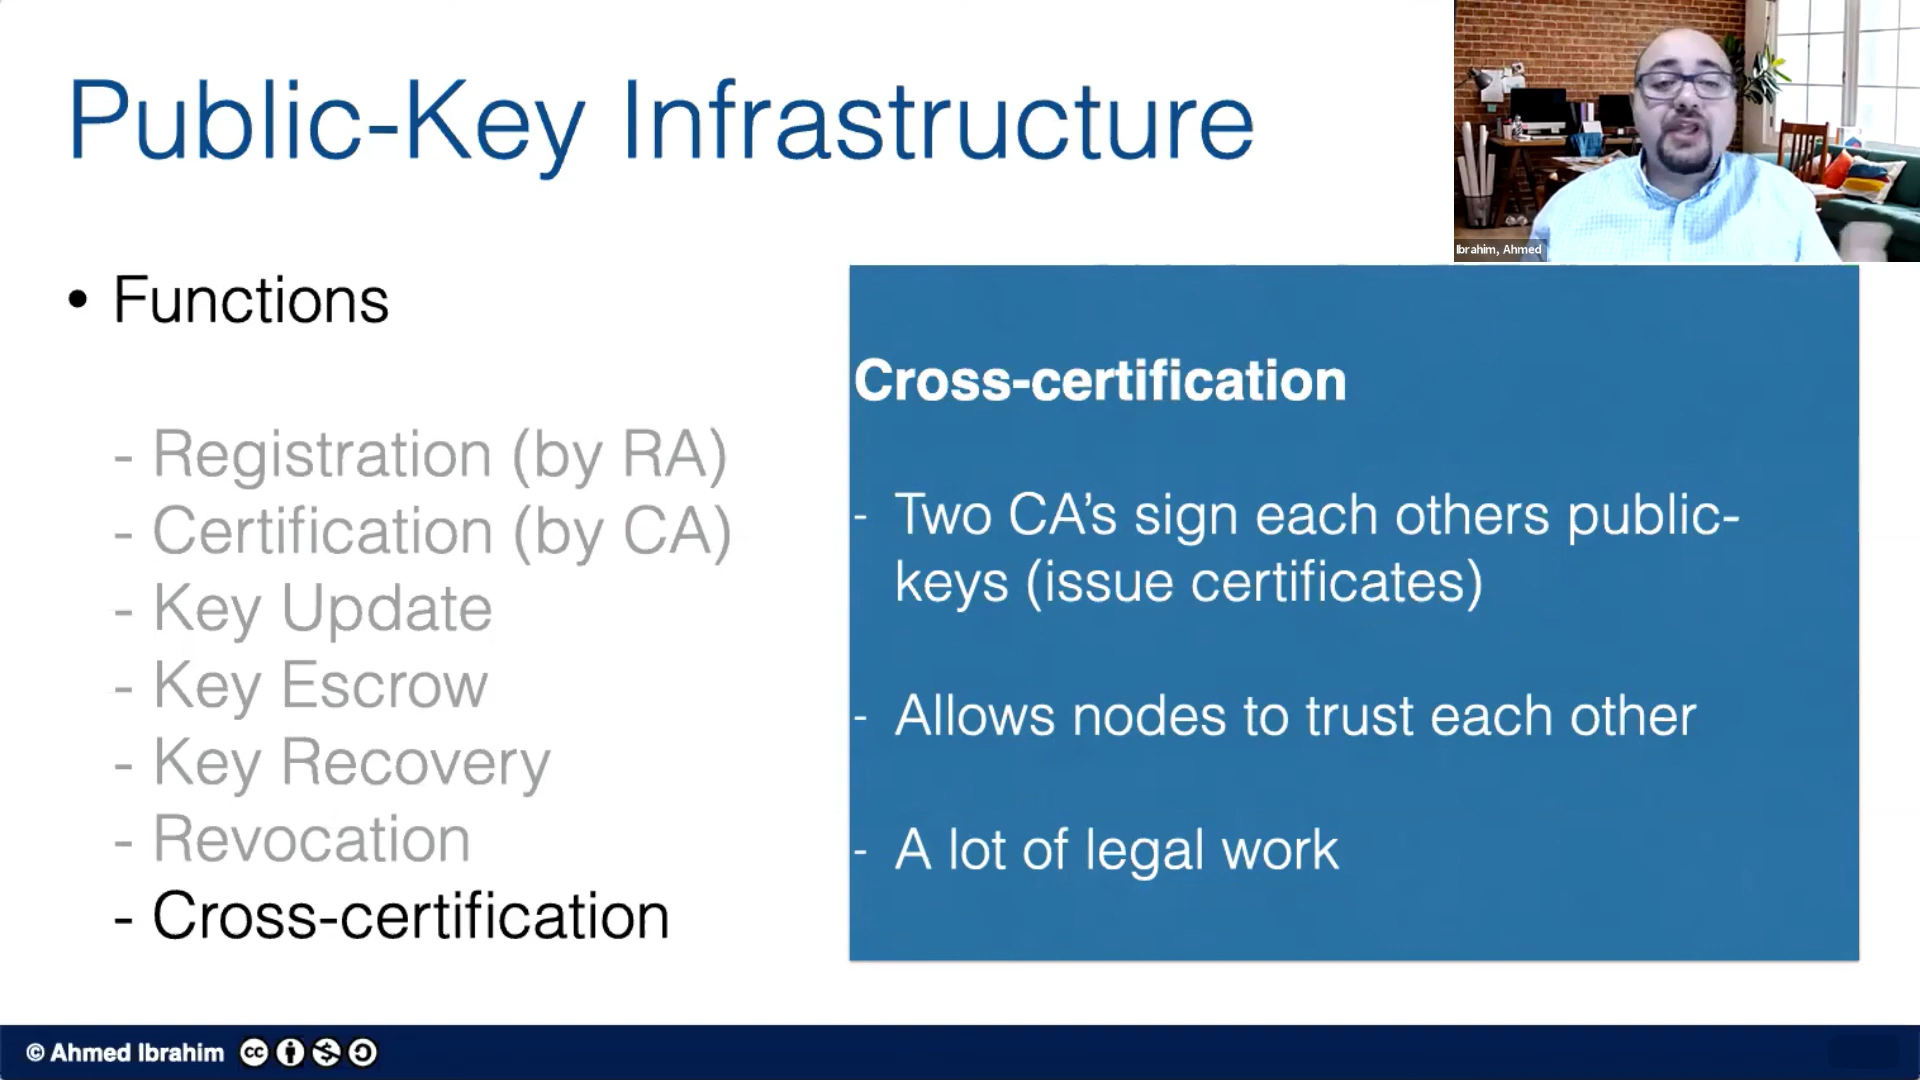 Public-Key Infrastructure
Ibrahim, Ahmed
• Functions
- Registration (by RA)
- Certification (by CA)
- Key Update
- Key Escrow
- Key Recovery
- Revocation
- Cross-certification
Cross-certification
- Two CA’s sign each others public-
keys (issue certificates)
- Allows nodes to trust each other
- A lot of legal work
© Ahmed Ibrahim cc